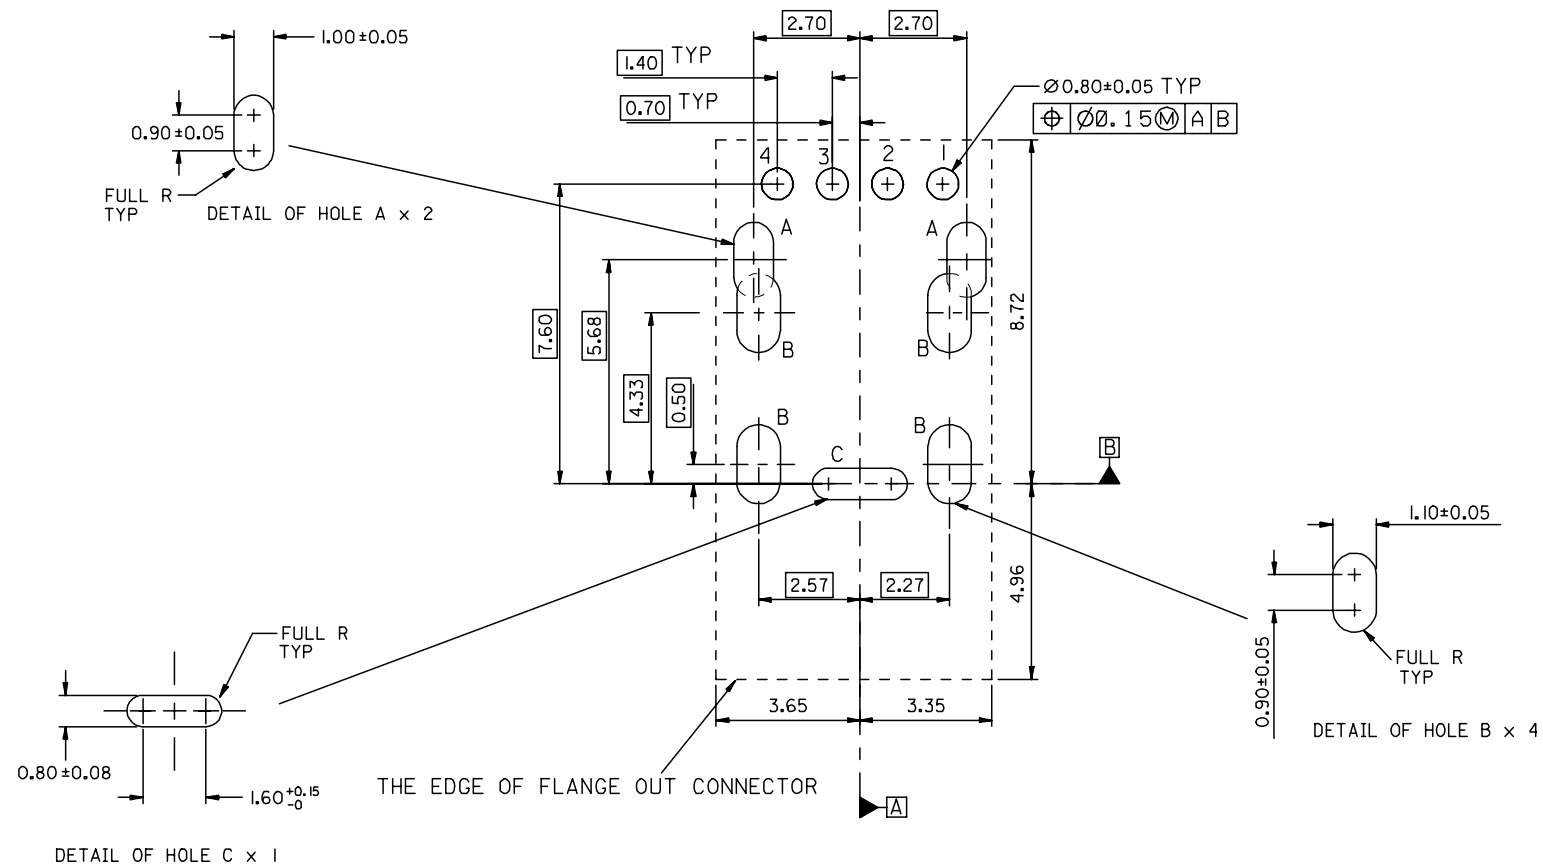 2.70
2.70
1.00±0.05
1.40 TYP
Ø0.80±0.05 TYP
0.70 TYP
⌖ Ø0.15Ⓜ A B
0.90±0.05
4 3 2 1
FULL R
TYP
DETAIL OF HOLE A x 2
A
A
8.72
7.60
5.68
4.33
0.50
B
B
B
B
C
B
1.10±0.05
2.57
2.27
4.96
0.90±0.05
FULL R
TYP
FULL R
TYP
3.65
3.35
DETAIL OF HOLE B x 4
0.80±0.08
1.60 +0.15
-0
THE EDGE OF FLANGE OUT CONNECTOR
A
DETAIL OF HOLE C x 1